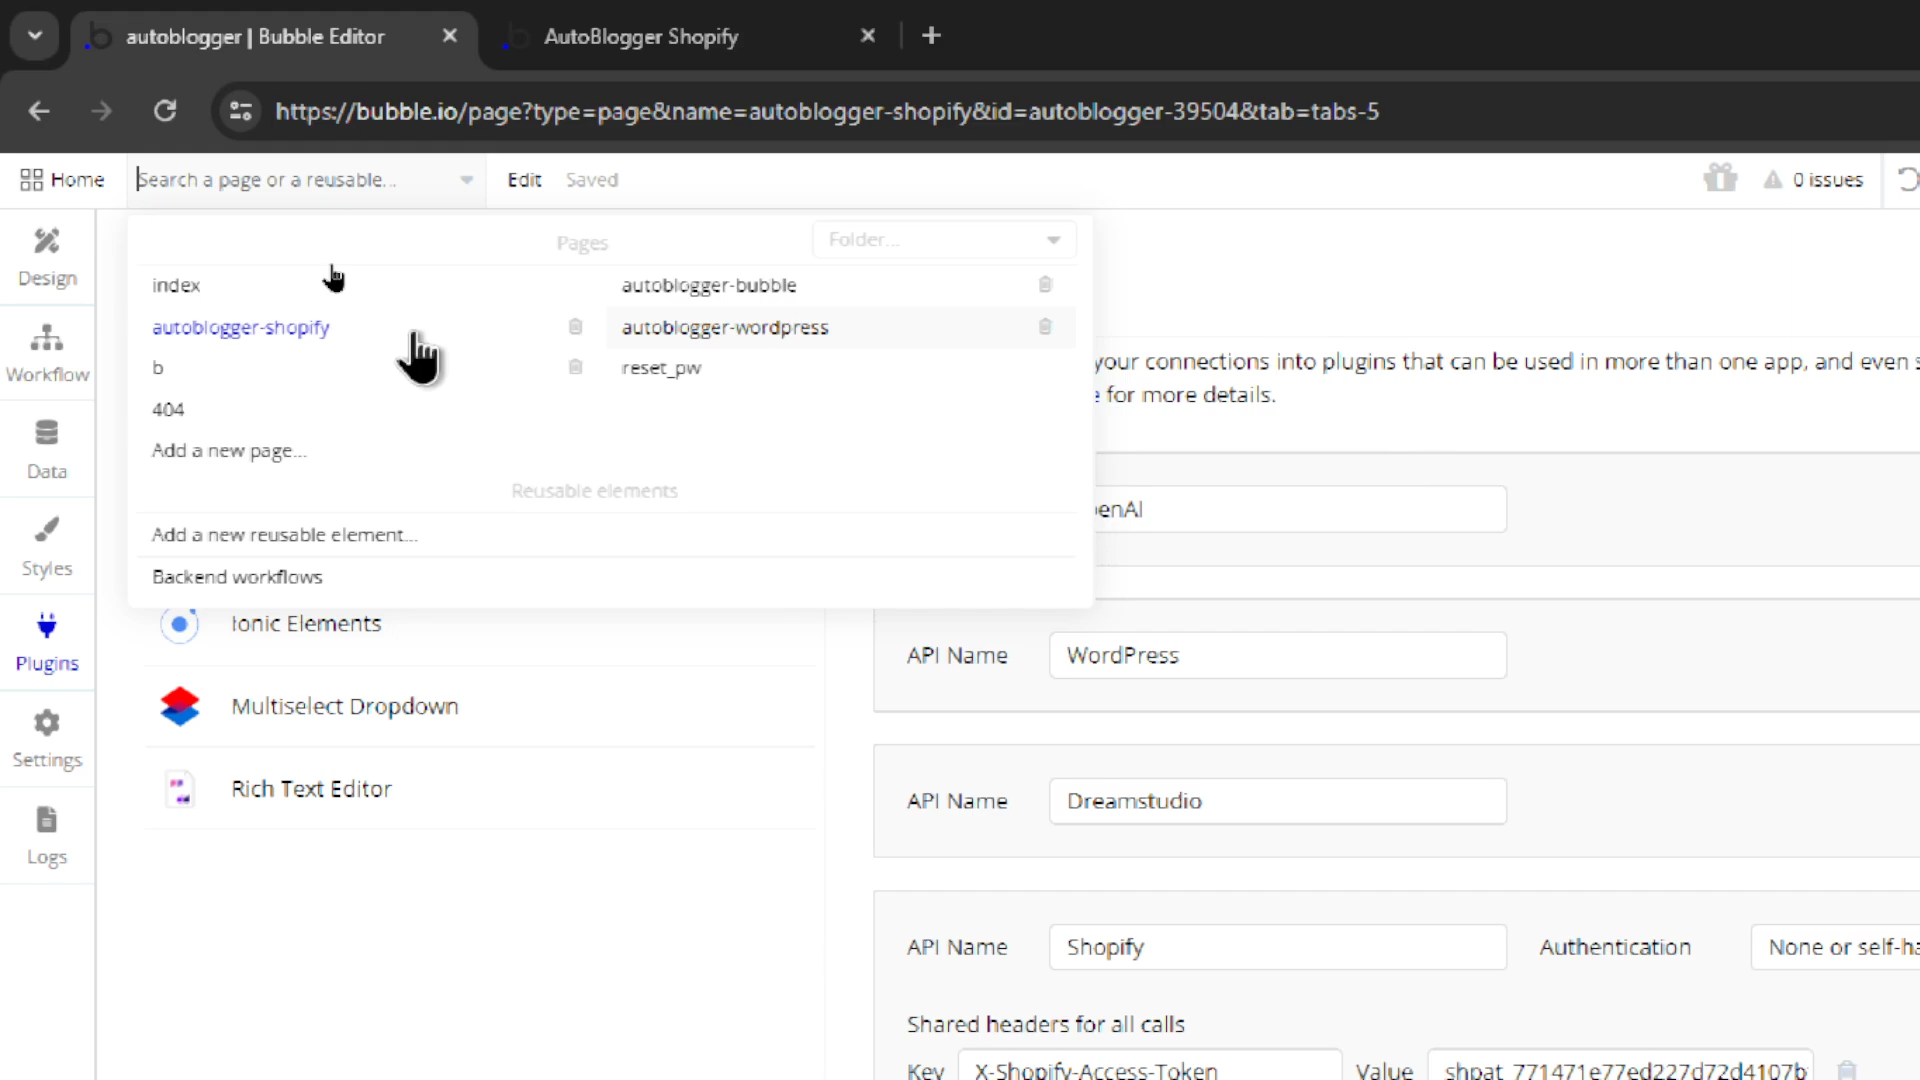 autoblogger | Bubble Editor
AutoBlogger Shopify
https://bubble.io/page?type=page&name=autoblogger-shopify&id=autoblogger-39504&tab=tabs-5
Home
Search a page or a reusable...
Edit
Saved
0 issues
Pages
Folder...
index
autoblogger-bubble
autoblogger-shopify
autoblogger-wordpress
b
reset_pw
404
Add a new page...
Reusable elements
Add a new reusable element...
Backend workflows
Design
Workflow
Data
Styles
Plugins
Settings
Logs
Ionic Elements
Multiselect Dropdown
Rich Text Editor
your connections into plugins that can be used in more than one app, and even s
e for more details.
enAI
API Name WordPress
API Name Dreamstudio
API Name Shopify Authentication None or self-ha
Shared headers for all calls
Key X-Shopify-Access-Token Value shpat_771471e77ed227d72d4107b